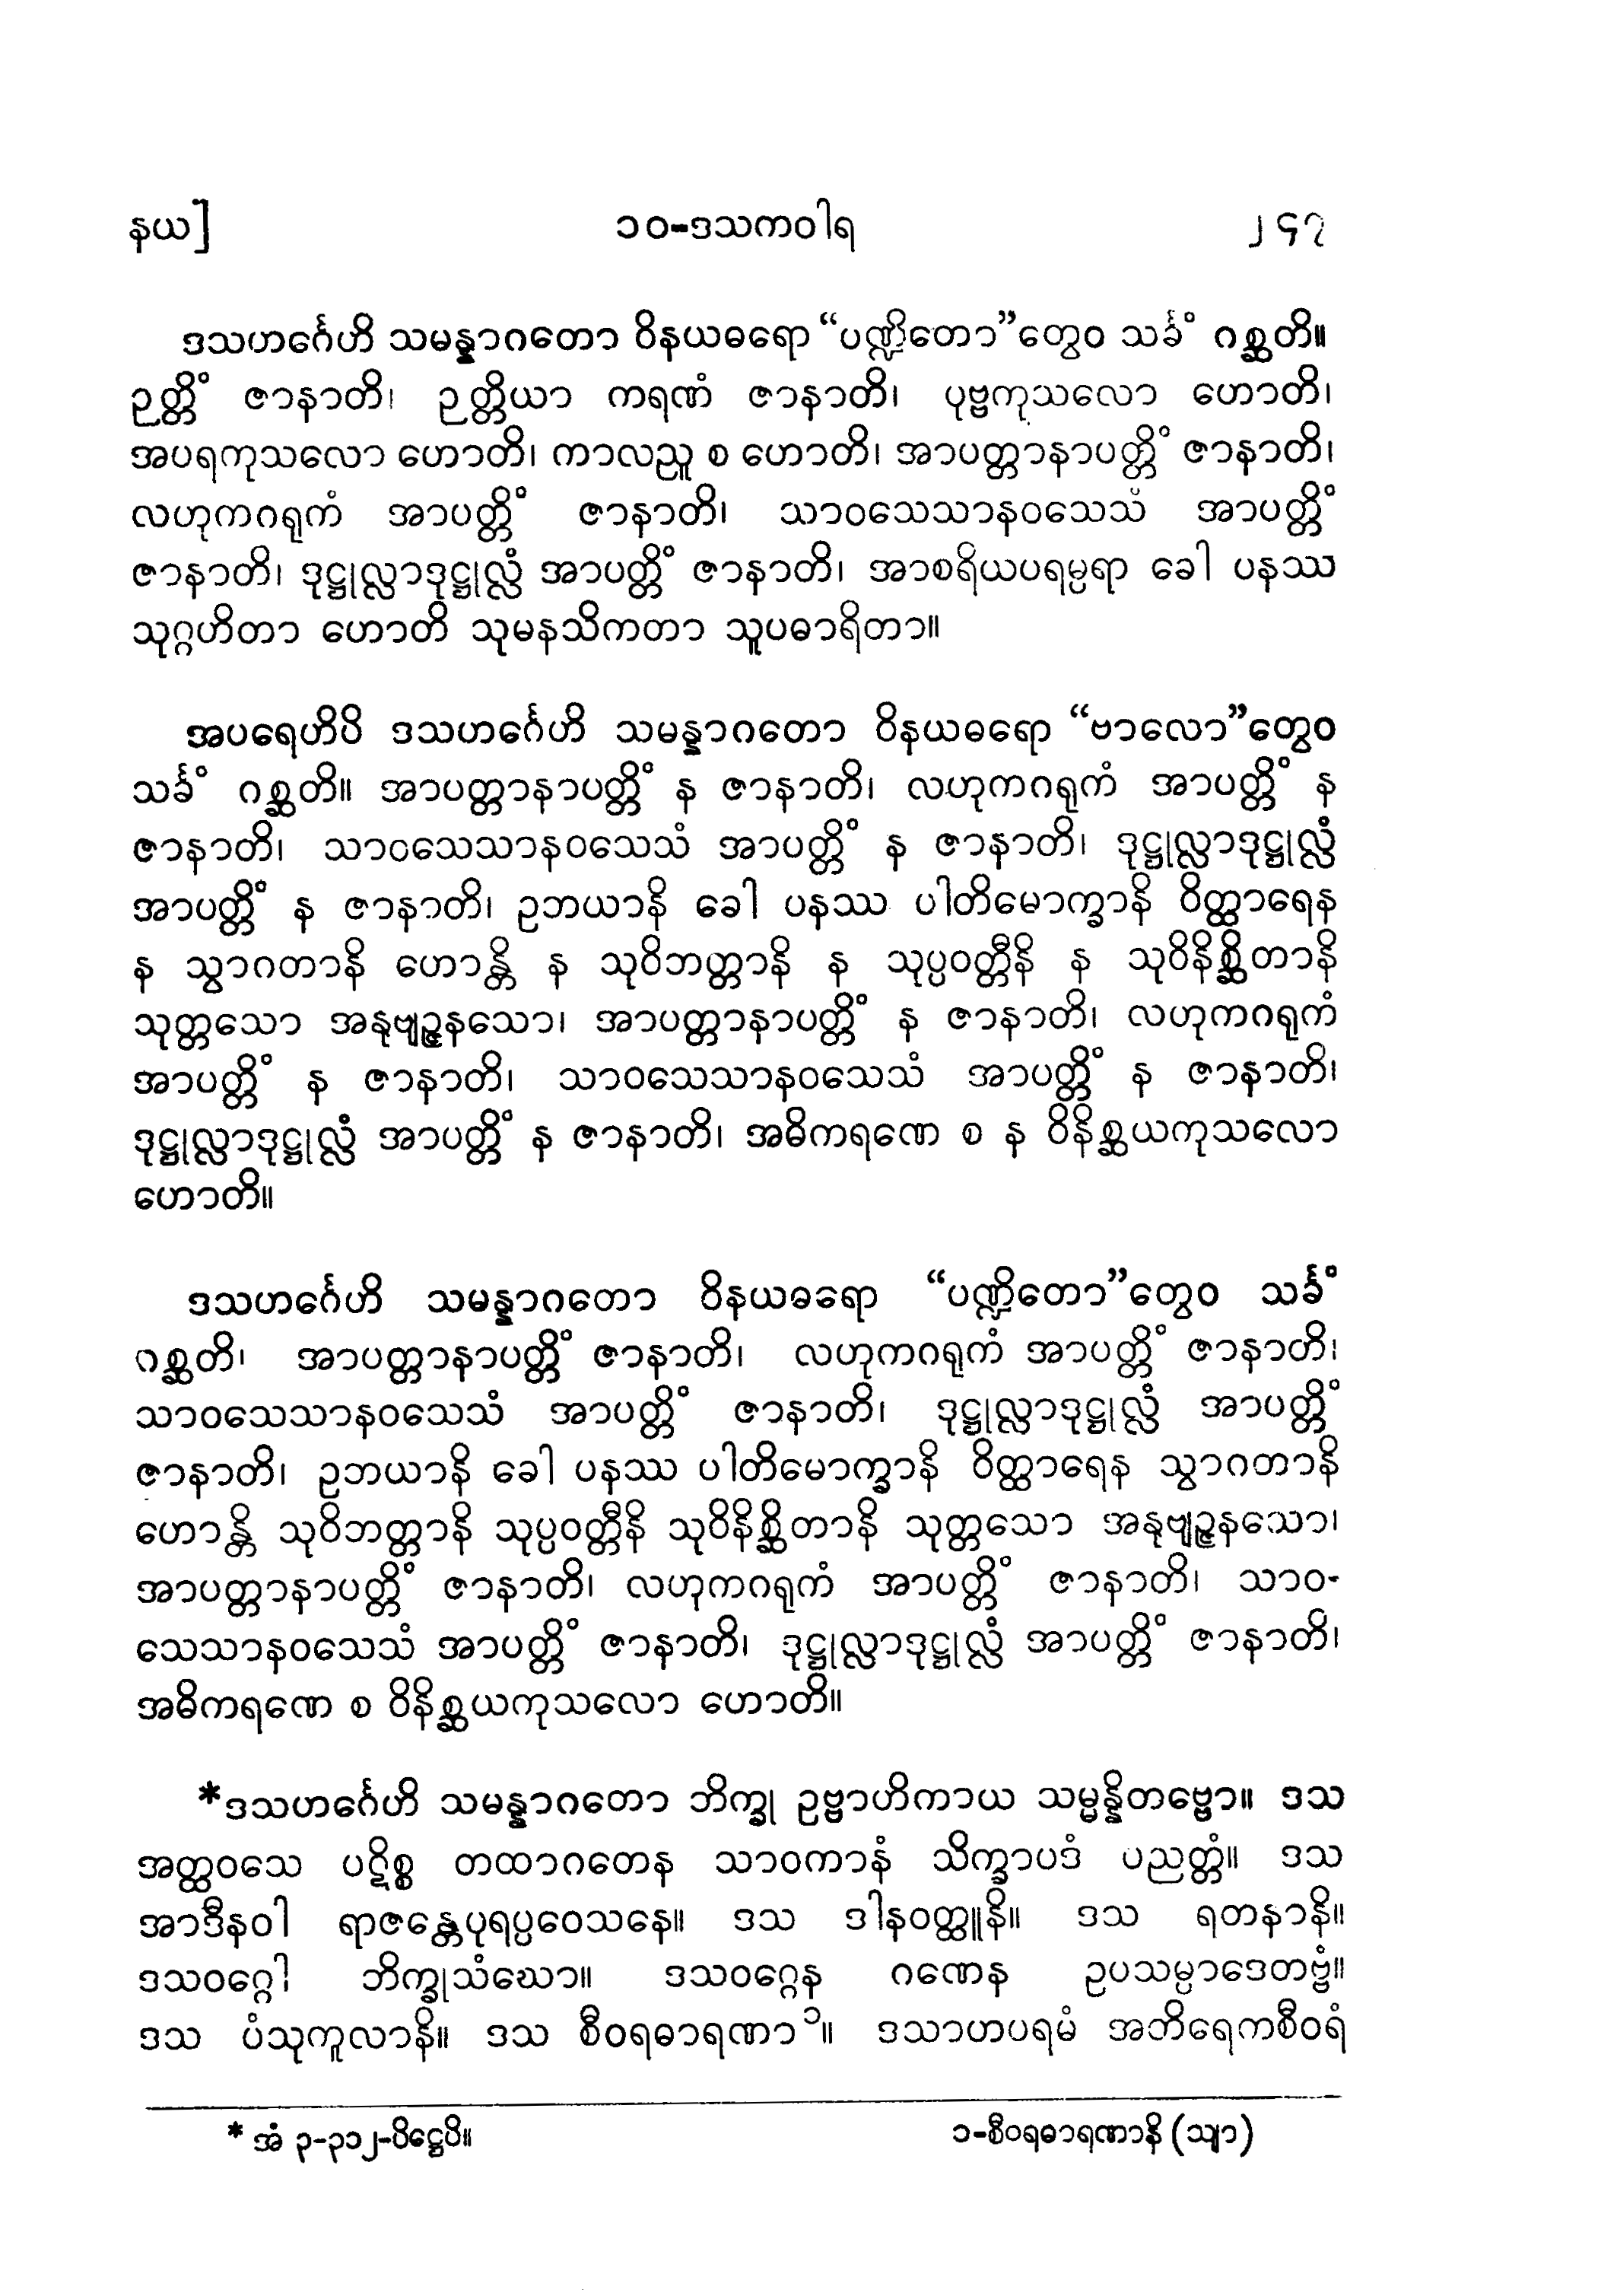 နယ]	၁၀-ဒသကဝါရ	၂၄၇
ဒသဟင်္ဂေဟိ သမန္နာဂတော ဝိနယဓရော “ပဏ္ဍိတော”တွေဝ သင်္ခံ ဂစ္ဆတိ။
ဉတ္တိံ ဇာနာတိ၊ ဉတ္တိယာ ကရဏံ ဇာနာတိ၊ ပုဗ္ဗကုသလော ဟောတိ၊
အပရကုသလော ဟောတိ၊ ကာလညူ စ ဟောတိ၊ အာပတ္တာနာပတ္တိံ ဇာနာတိ၊
လဟုကဂရုကံ အာပတ္တိံ ဇာနာတိ၊ သာဝသေသာနဝသေသံ အာပတ္တိံ
ဇာနာတိ၊ ဒုဋ္ဌုလ္လာဒုဋ္ဌုလ္လံ အာပတ္တိံ ဇာနာတိ၊ အာစရိယပရမ္ပရာ ခေါ ပနဿ
သုဂ္ဂဟိတာ ဟောတိ သုမနသိကတာ သူပဓာရိတာ။
အပရေဟိပိ ဒသဟင်္ဂေဟိ သမန္နာဂတော ဝိနယဓရော “ဗာလော”တွေဝ
သင်္ခံ ဂစ္ဆတိ။ အာပတ္တာနာပတ္တိံ န ဇာနာတိ၊ လဟုကဂရုကံ အာပတ္တိံ န
ဇာနာတိ၊ သာဝသေသာနဝသေသံ အာပတ္တိံ န ဇာနာတိ၊ ဒုဋ္ဌုလ္လာဒုဋ္ဌုလ္လံ
အာပတ္တိံ န ဇာနာတိ၊ ဥဘယာနိ ခေါ ပနဿ ပါတိမောက္ခာနိ ဝိတ္ထာရေန
န သွာဂတာနိ ဟောန္တိ န သုဝိဘတ္တာနိ န သုပ္ပဝတ္တီနိ န သုဝိနိစ္ဆိတာနိ
သုတ္တသော အနုဗျဉ္ဇနသော၊ အာပတ္တာနာပတ္တိံ န ဇာနာတိ၊ လဟုကဂရုကံ
အာပတ္တိံ န ဇာနာတိ၊ သာဝသေသာနဝသေသံ အာပတ္တိံ န ဇာနာတိ၊
ဒုဋ္ဌုလ္လာဒုဋ္ဌုလ္လံ အာပတ္တိံ န ဇာနာတိ၊ အဓိကရဏေ စ န ဝိနိစ္ဆယကုသလော
ဟောတိ။
ဒသဟင်္ဂေဟိ သမန္နာဂတော ဝိနယဓရော “ပဏ္ဍိတော”တွေဝ သင်္ခံ
ဂစ္ဆတိ၊ အာပတ္တာနာပတ္တိံ ဇာနာတိ၊ လဟုကဂရုကံ အာပတ္တိံ ဇာနာတိ၊
သာဝသေသာနဝသေသံ အာပတ္တိံ ဇာနာတိ၊ ဒုဋ္ဌုလ္လာဒုဋ္ဌုလ္လံ အာပတ္တိံ
ဇာနာတိ၊ ဥဘယာနိ ခေါ ပနဿ ပါတိမောက္ခာနိ ဝိတ္ထာရေန သွာဂတာနိ
ဟောန္တိ သုဝိဘတ္တာနိ သုပ္ပဝတ္တီနိ သုဝိနိစ္ဆိတာနိ သုတ္တသော အနုဗျဉ္ဇနသော၊
အာပတ္တာနာပတ္တိံ ဇာနာတိ၊ လဟုကဂရုကံ အာပတ္တိံ ဇာနာတိ၊ သာဝ-
သေသာနဝသေသံ အာပတ္တိံ ဇာနာတိ၊ ဒုဋ္ဌုလ္လာဒုဋ္ဌုလ္လံ အာပတ္တိံ ဇာနာတိ၊
အဓိကရဏေ စ ဝိနိစ္ဆယကုသလော ဟောတိ။
*ဒသဟင်္ဂေဟိ သမန္နာဂတော ဘိက္ခု ဥဗ္ဗာဟိကာယ သမ္မန္နိတဗ္ဗော။ ဒသ
အတ္ထဝသေ ပဋိစ္စ တထာဂတေန သာဝကာနံ သိက္ခာပဒံ ပညတ္တံ။ ဒသ
အာဒီနဝါ ရာဇန္တေပုရပ္ပဝေသနေ။ ဒသ ဒါနဝတ္ထူနိ။ ဒသ ရတနာနိ။
ဒသဝဂ္ဂေါ ဘိက္ခုသံဃော။ ဒသဝဂ္ဂေန ဂဏေန ဥပသမ္ပာဒေတဗ္ဗံ။
ဒသ ပံသုကူလာနိ။ ဒသ စီဝရဓာရဏာ၁။ ဒသာဟပရမံ အတိရေကစီဝရံ
* အံ ၃-၃၁၂-ပိဋ္ဌေပိ။	၁-စီဝရဓာရဏာနိ (သျာ)